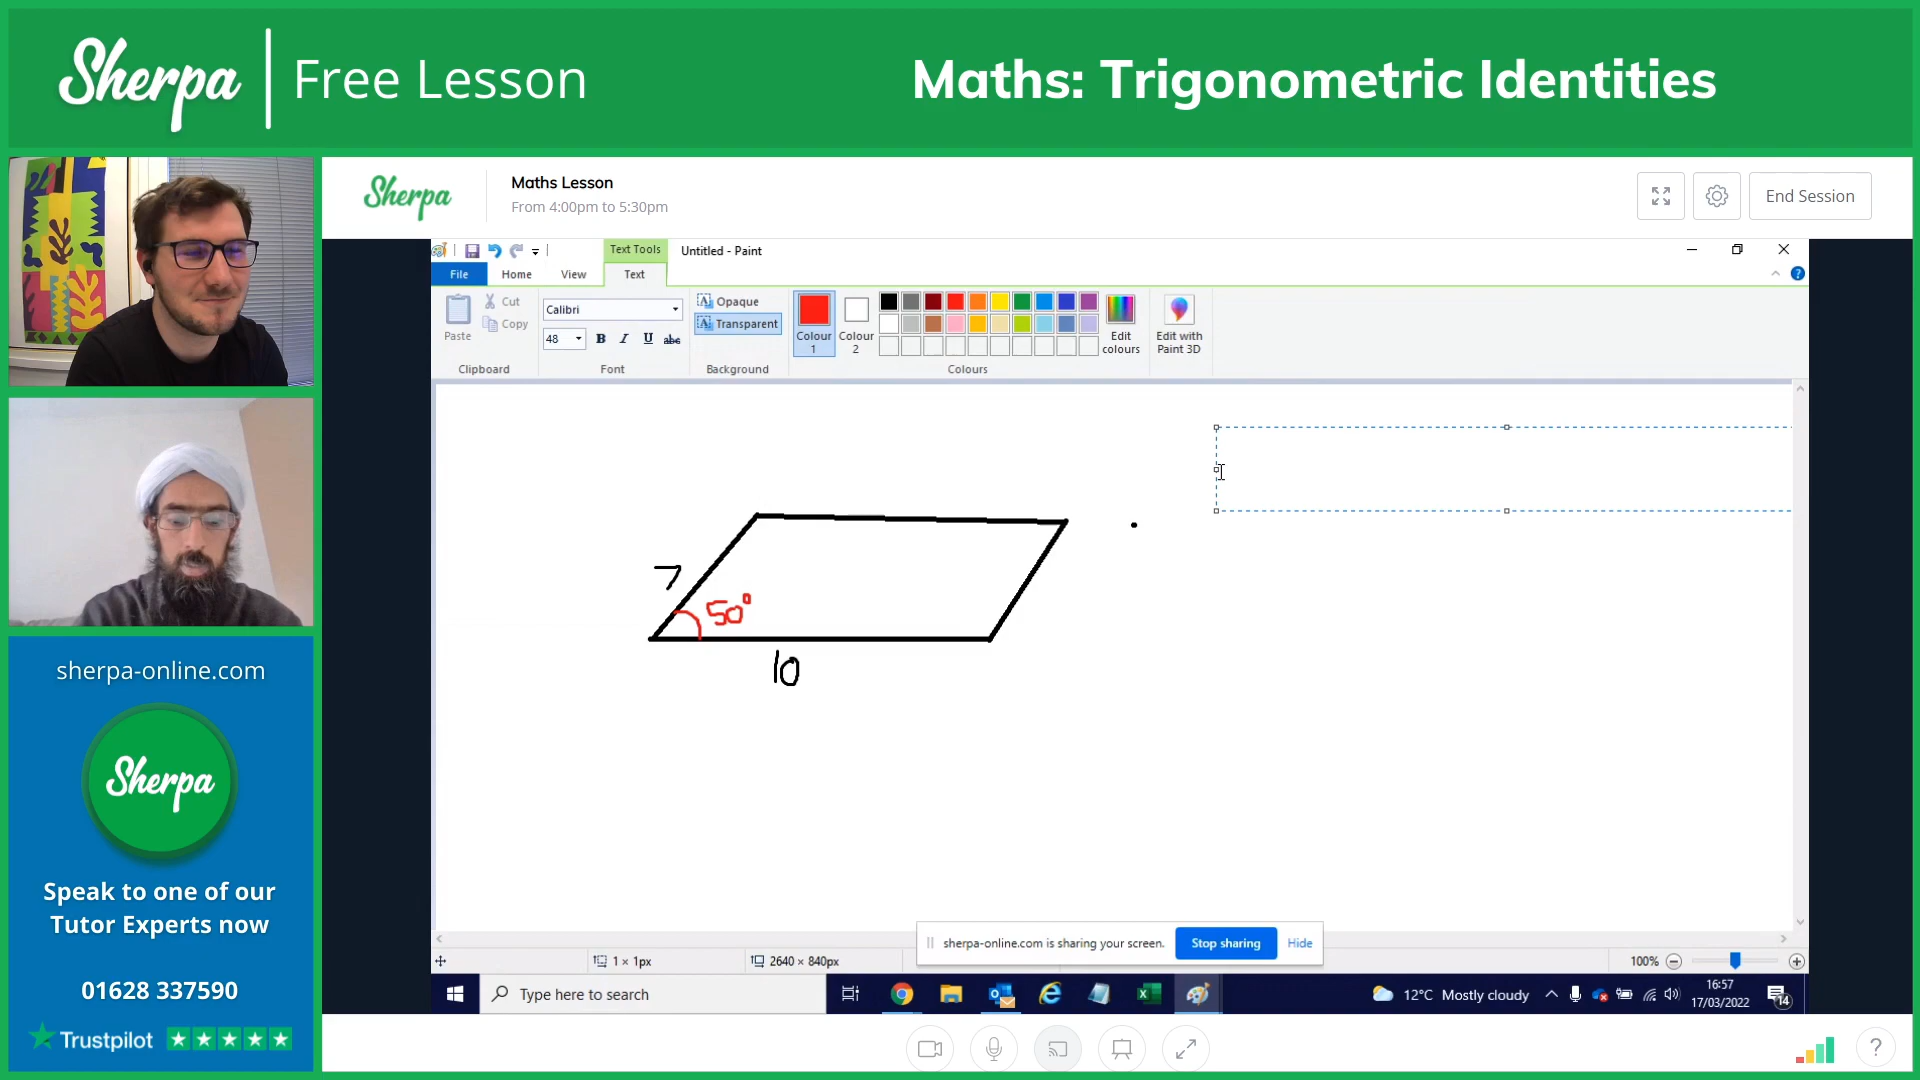 Sherpa
Free Lesson
Maths: Trigonometric Identities
Sherpa
Maths Lesson
From 4:00pm to 5:30pm
End Session
Text Tools
Untitled - Paint
File
Home
View
Text
Paste
Cut
Copy
Calibri
48
B I U abc
Opaque
Transparent
Colour 1
Colour 2
Edit colours
Edit with Paint 3D
Clipboard
Font
Background
Colours
7
50°
10
sherpa-online.com
Sherpa
Speak to one of our
Tutor Experts now
01628 337590
Trustpilot
sherpa-online.com is sharing your screen.
Stop sharing
Hide
1 × 1px
2640 × 840px
100%
Type here to search
12°C Mostly cloudy
16:57
17/03/2022
14